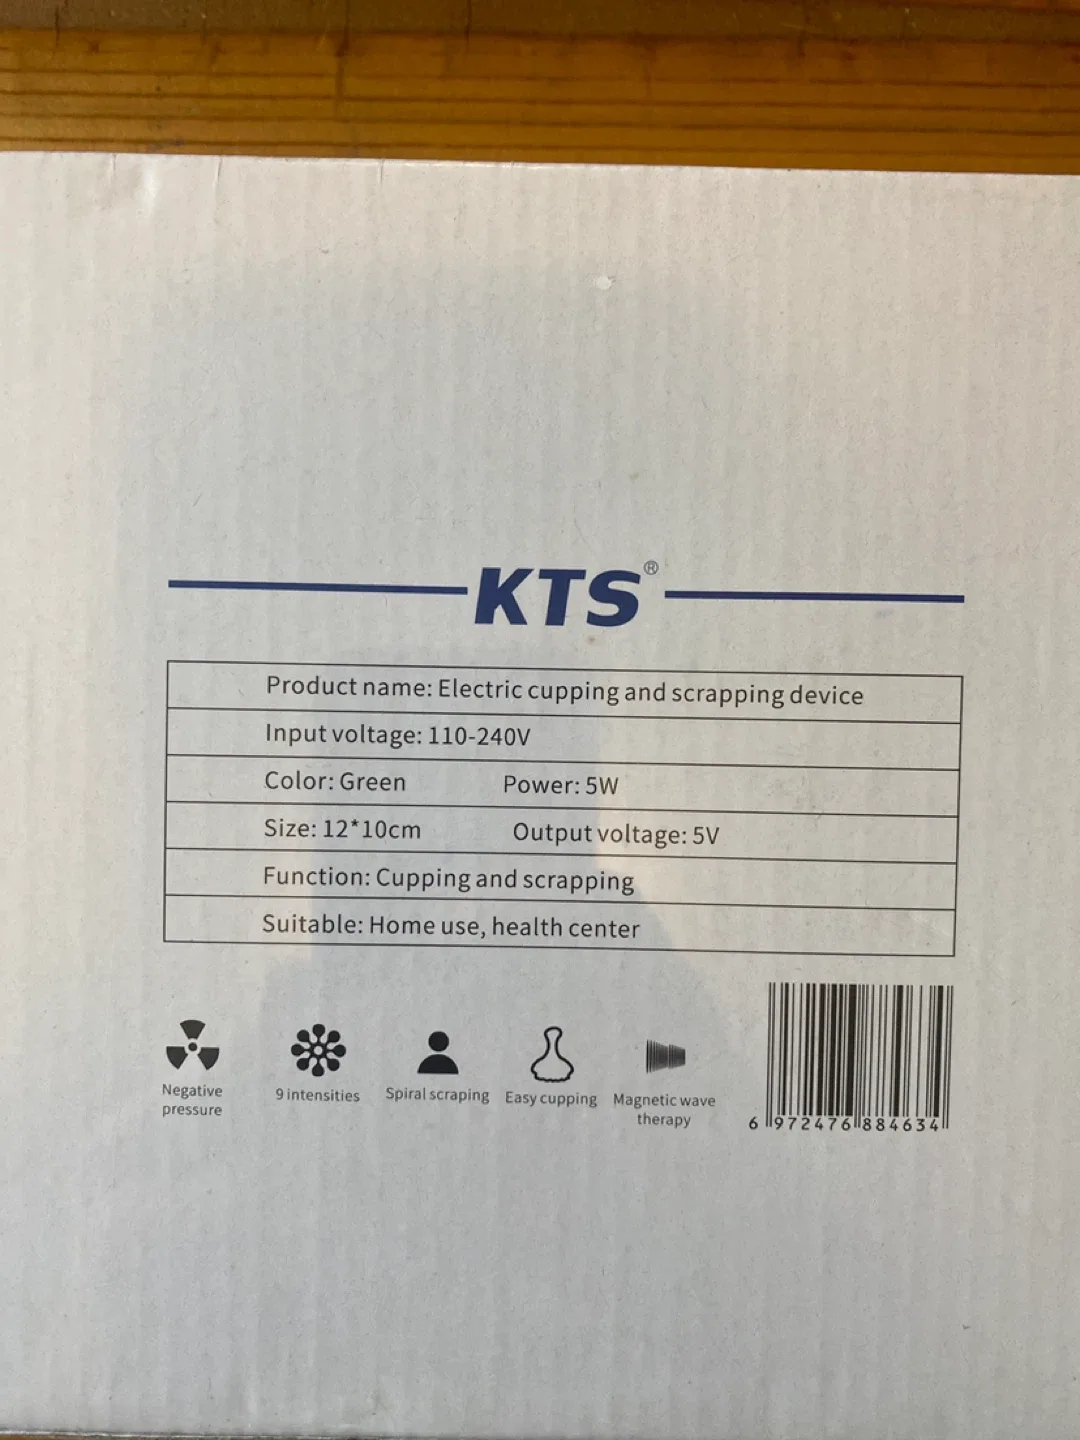 KTS®
Product name: Electric cupping and scrapping device
Input voltage: 110-240V
Color: Green Power: 5W
Size: 12*10cm Output voltage: 5V
Function: Cupping and scrapping
Suitable: Home use, health center
Negative
pressure
9 intensities
Spiral scraping
Easy cupping
Magnetic wave
therapy
6 972476 884634